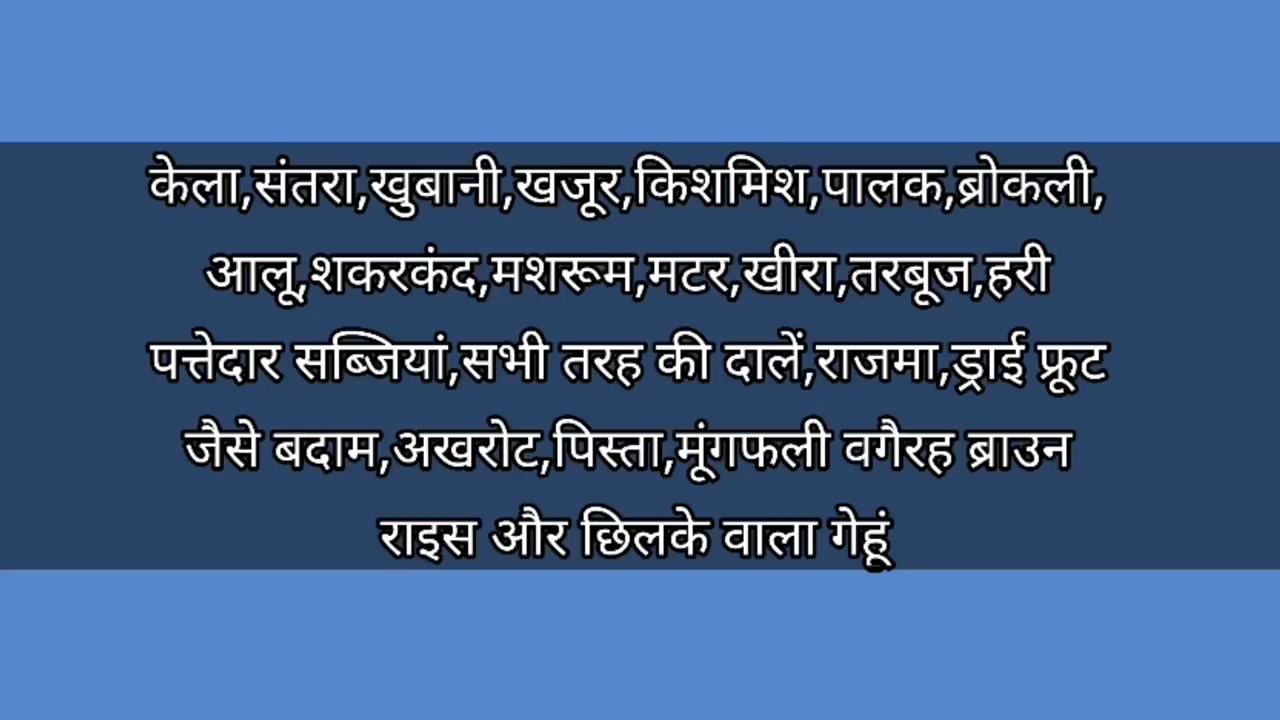 केला,संतरा,खुबानी,खजूर,किशमिश,पालक,ब्रोकली,
आलू,शकरकंद,मशरूम,मटर,खीरा,तरबूज,हरी
पत्तेदार सब्जियां,सभी तरह की दालें,राजमा,ड्राई फ्रूट
जैसे बदाम,अखरोट,पिस्ता,मूंगफली वगैरह ब्राउन
राइस और छिलके वाला गेहूं